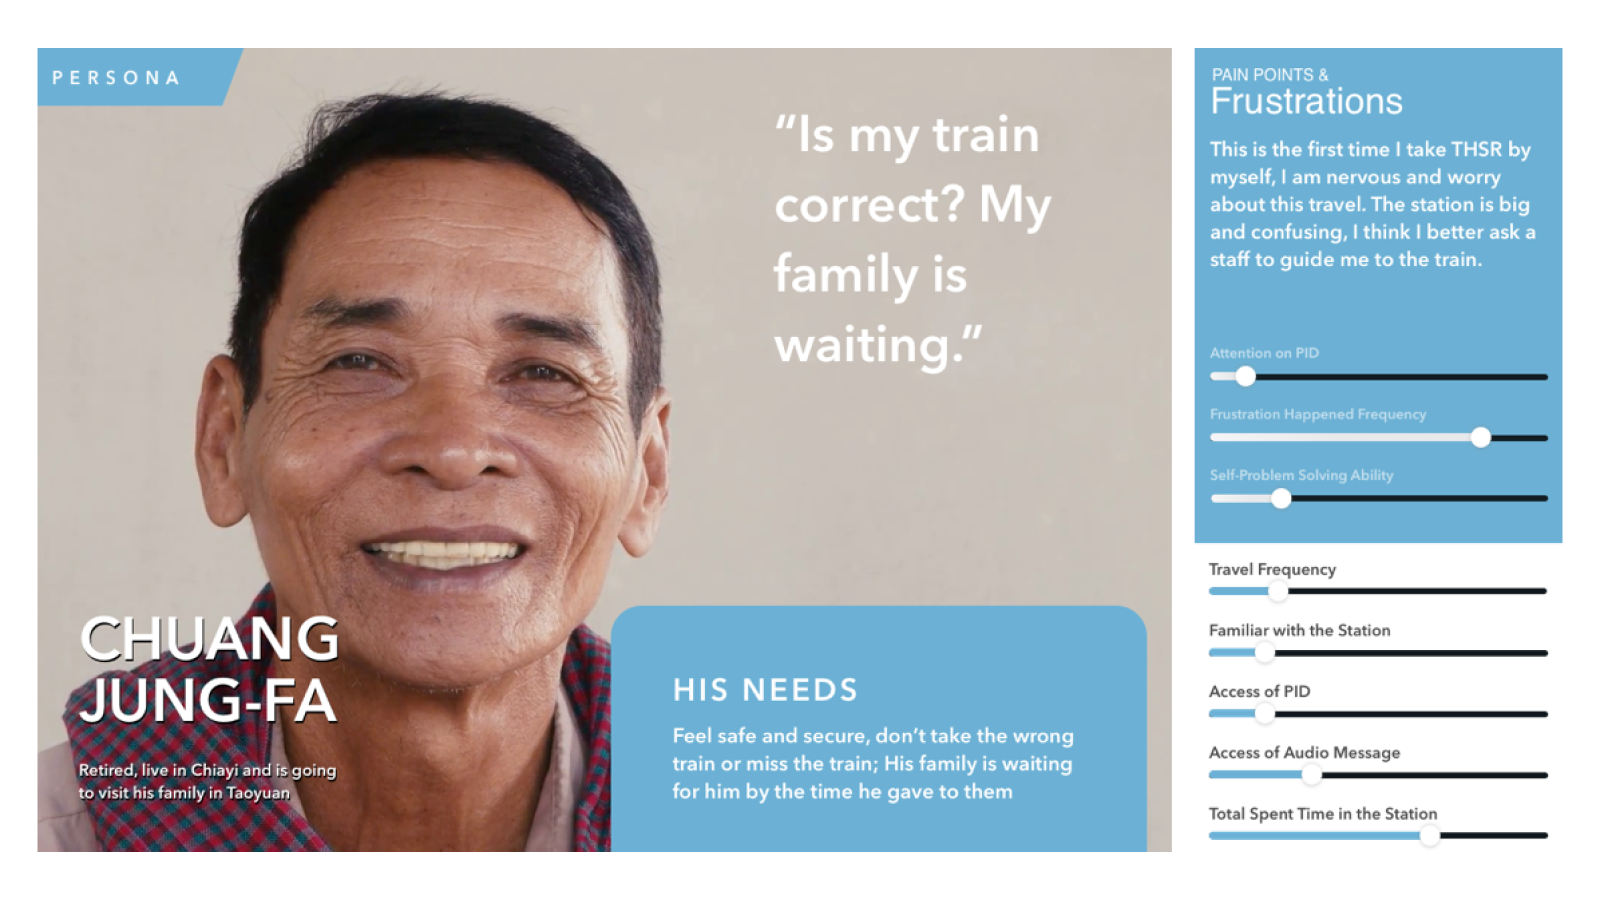 PERSONA
“Is my train
correct? My
family is
waiting.”
CHUANG
JUNG-FA
Retired, live in Chiayi and is going
to visit his family in Taoyuan
HIS NEEDS
Feel safe and secure, don’t take the wrong
train or miss the train; His family is waiting
for him by the time he gave to them
PAIN POINTS &
Frustrations
This is the first time I take THSR by
myself, I am nervous and worry
about this travel. The station is big
and confusing, I think I better ask a
staff to guide me to the train.
Attention on PID
Frustration Happened Frequency
Self-Problem Solving Ability
Travel Frequency
Familiar with the Station
Access of PID
Access of Audio Message
Total Spent Time in the Station